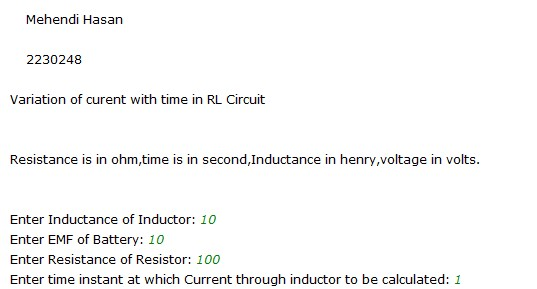 Mehendi Hasan
2230248
Variation of curent with time in RL Circuit
Resistance is in ohm,time is in second,Inductance in henry,voltage in volts.
Enter Inductance of Inductor: 10
Enter EMF of Battery: 10
Enter Resistance of Resistor: 100
Enter time instant at which Current through inductor to be calculated: 1